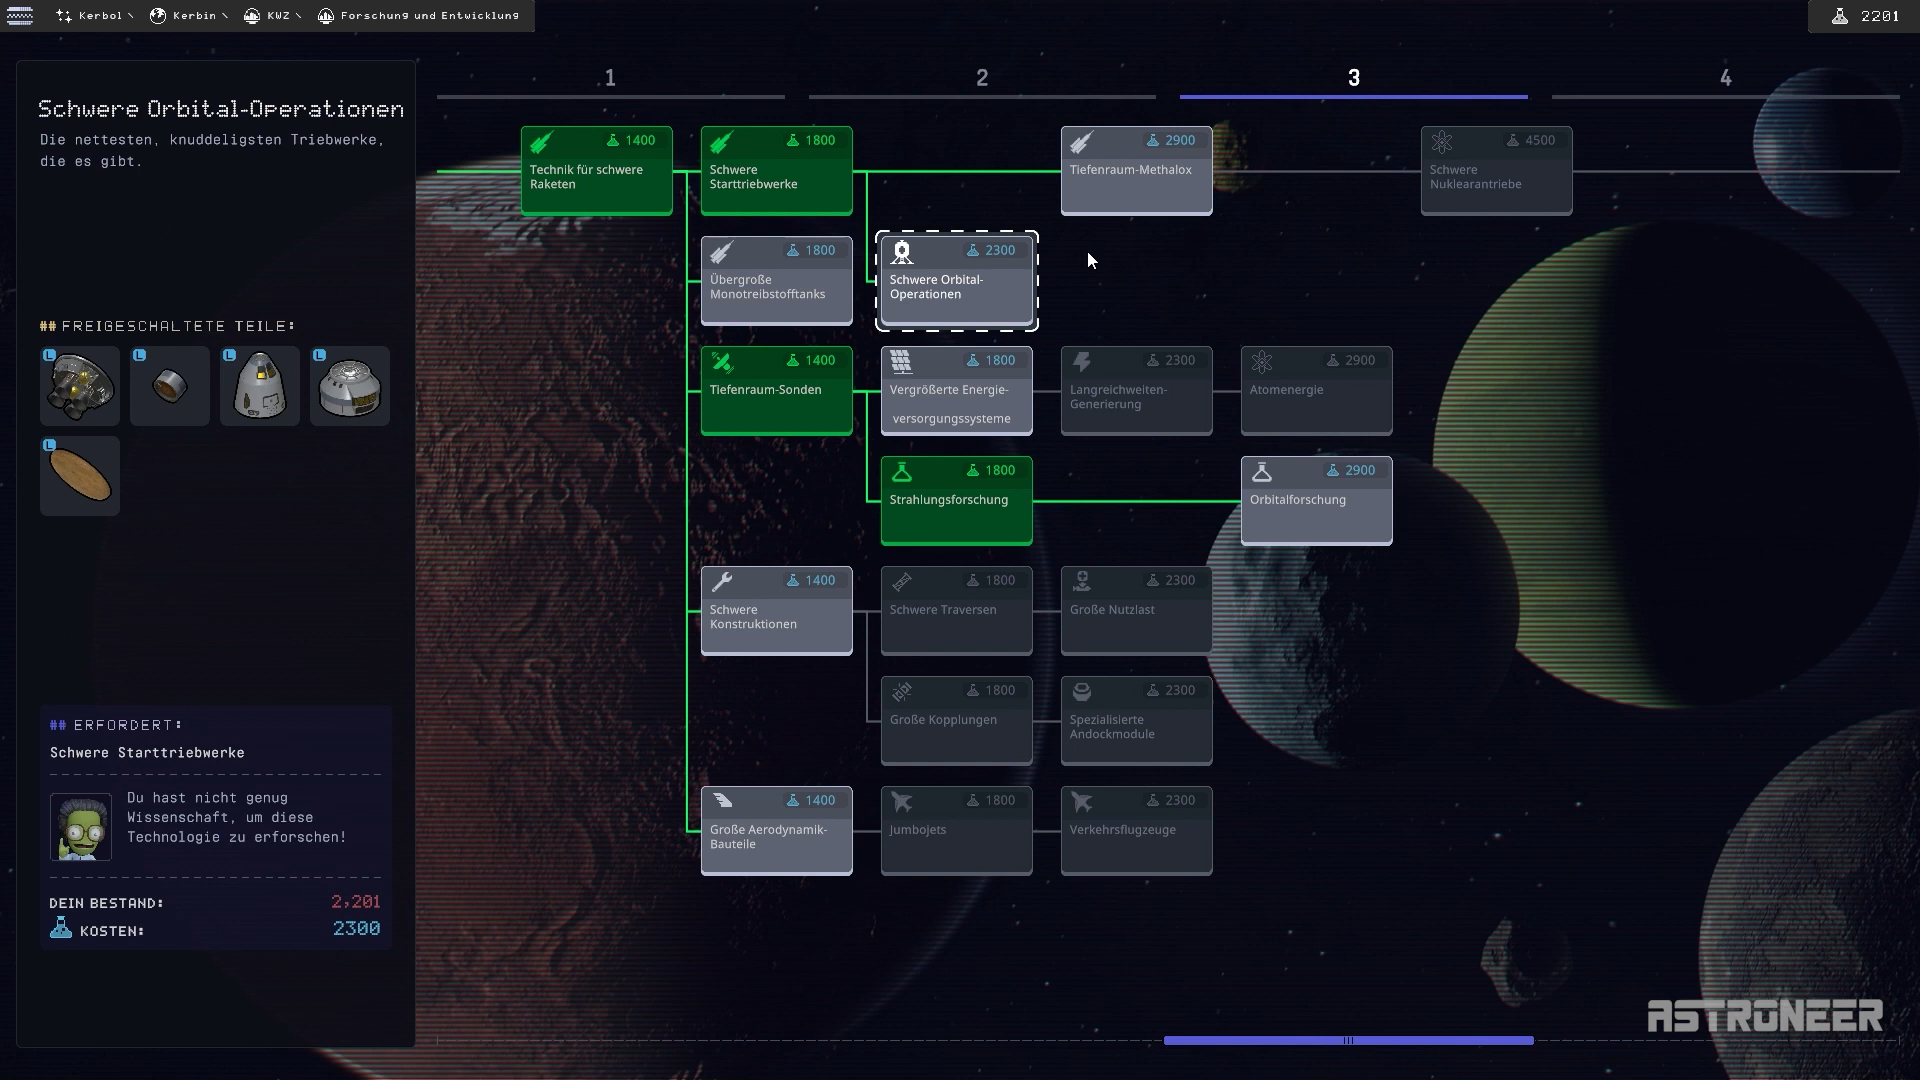 Kerbol
Kerbin
KWZ
Forschung und Entwicklung
2201
Schwere Orbital-Operationen
Die nettesten, knuddeligsten Triebwerke,
die es gibt.
## FREIGESCHALTETE TEILE:
L
L
L
L
L
## ERFORDERT:
Schwere Starttriebwerke
Du hast nicht genug
Wissenschaft, um diese
Technologie zu erforschen!
DEIN BESTAND: 2,201
KOSTEN: 2300
1
2
3
4
1400
Technik für schwere
Raketen
1800
Schwere
Starttriebwerke
2900
Tiefenraum-Methalox
4500
Schwere
Nuklearantriebe
1800
Übergroße
Monotreibstofftanks
2300
Schwere Orbital-
Operationen
1400
Tiefenraum-Sonden
1800
Vergrößerte Energie-
versorgungssysteme
2300
Langreichweiten-
Generierung
2900
Atomenergie
1800
Strahlungsforschung
2900
Orbitalforschung
1400
Schwere
Konstruktionen
1800
Schwere Traversen
2300
Große Nutzlast
1800
Große Kopplungen
2300
Spezialisierte
Andockmodule
1400
Große Aerodynamik-
Bauteile
1800
Jumbojets
2300
Verkehrsflugzeuge
ASTRONEER